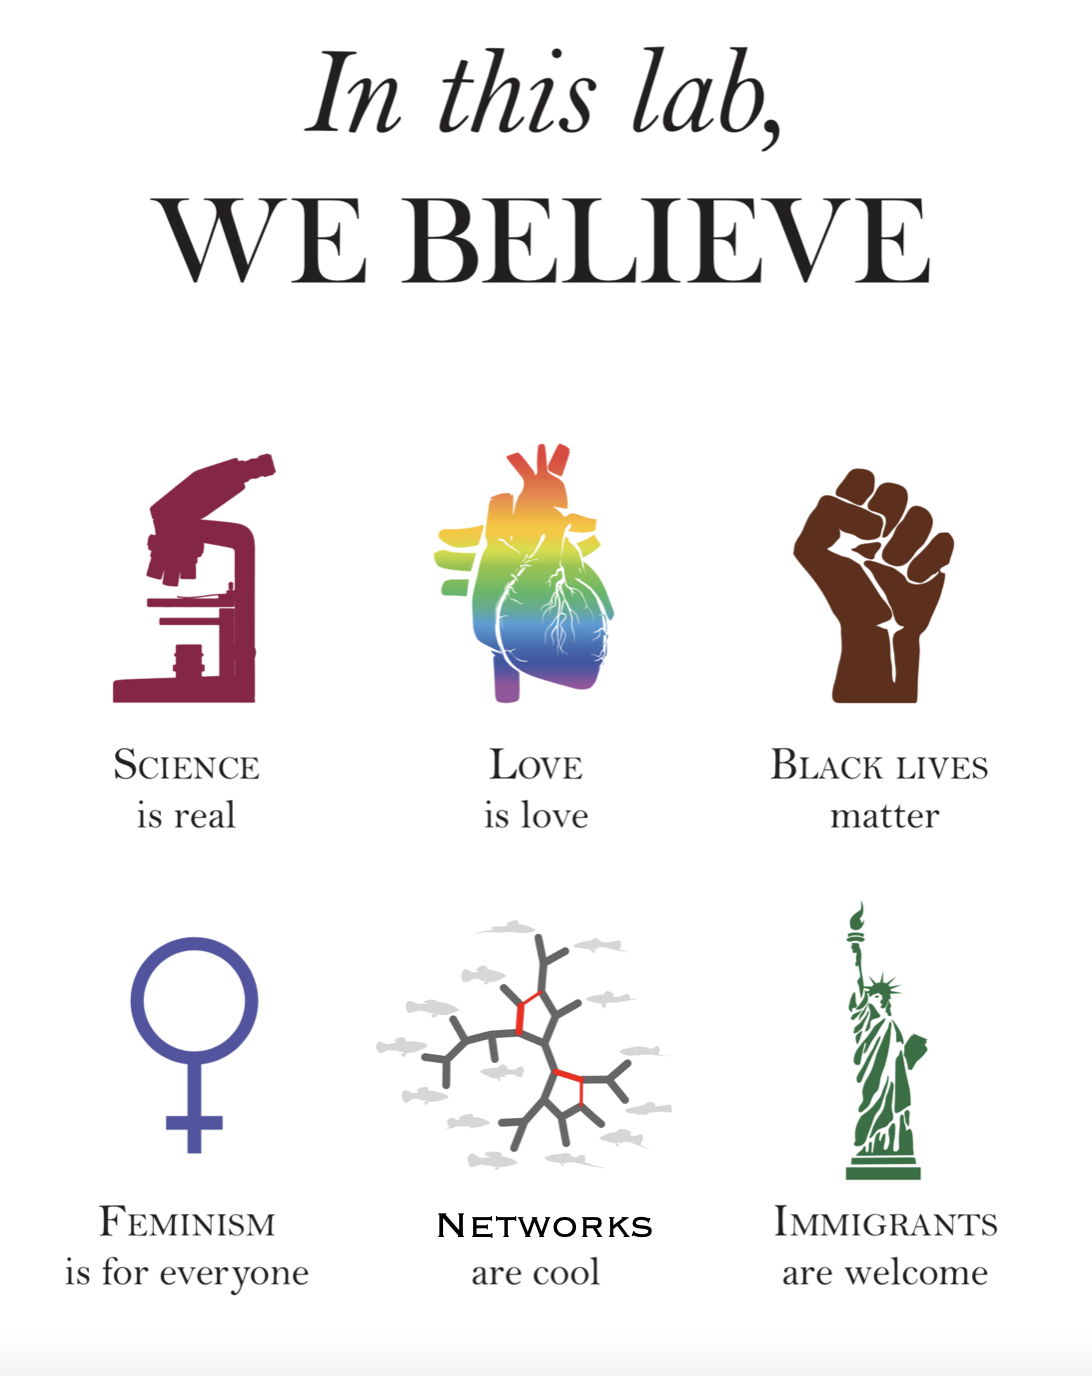 In this lab,
WE BELIEVE
SCIENCE
is real
LOVE
is love
BLACK LIVES
matter
FEMINISM
is for everyone
NETWORKS
are cool
IMMIGRANTS
are welcome